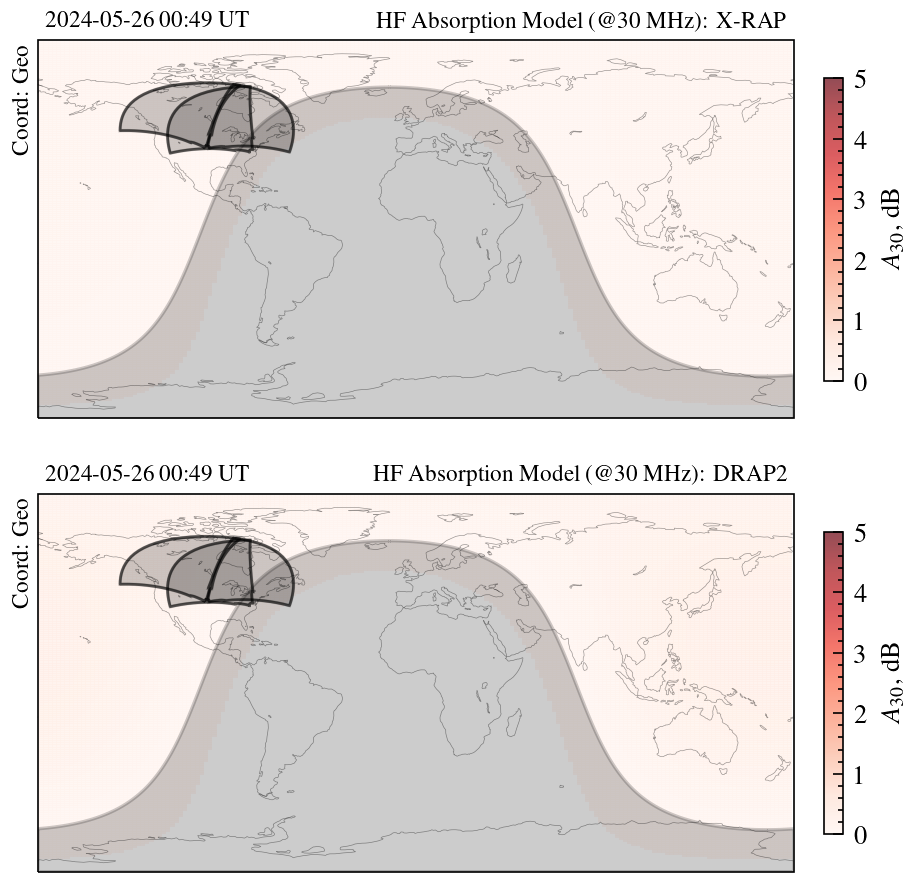 2024-05-26 00:49 UT
HF Absorption Model (@30 MHz): X-RAP
Coord: Geo
5
4
3
2
1
0
A30, dB
2024-05-26 00:49 UT
HF Absorption Model (@30 MHz): DRAP2
Coord: Geo
5
4
3
2
1
0
A30, dB